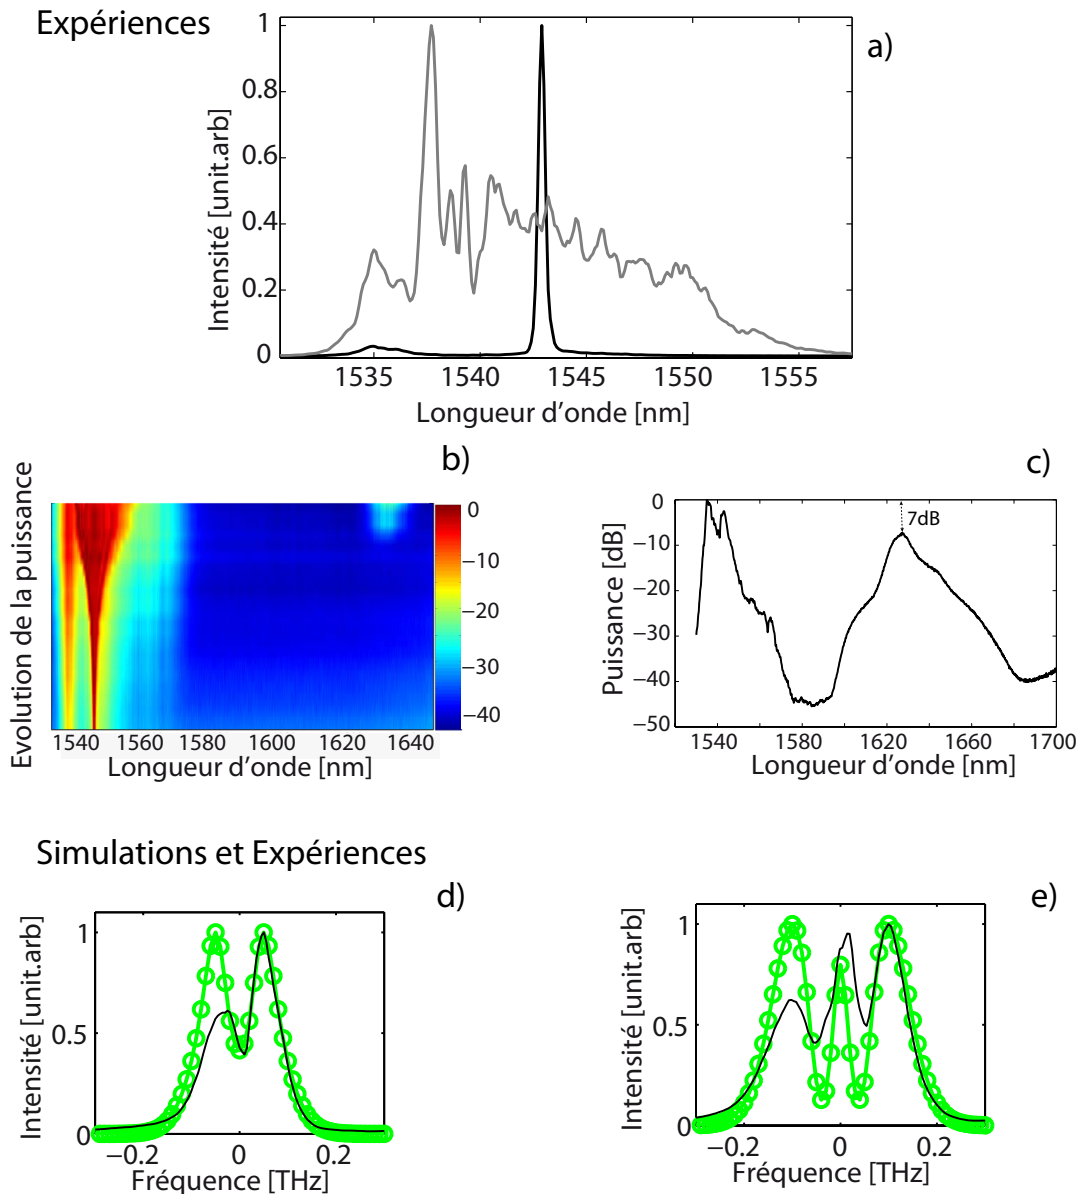 Expériences
a)
Intensité [unit.arb)
1
0.8
0.6
0.4
0.2
0
1535 1540 1545 1550 1555
Longueur d'onde [nm]
b)
Evolution de la puissance
0
−10
−20
−30
−40
1540 1560 1580 1600 1620 1640
Longueur d'onde [nm]
c)
Puissance [dB]
0
−10
−20
−30
−40
−50
7dB
1540 1580 1620 1660 1700
Longueur d'onde [nm]
Simulations et Expériences
d)
Intensité [unit.arb)
1
0.5
0
−0.2 0 0.2
Fréquence [THz]
e)
Intensité [unit.arb)
1
0.5
0
−0.2 0 0.2
Fréquence [THz]